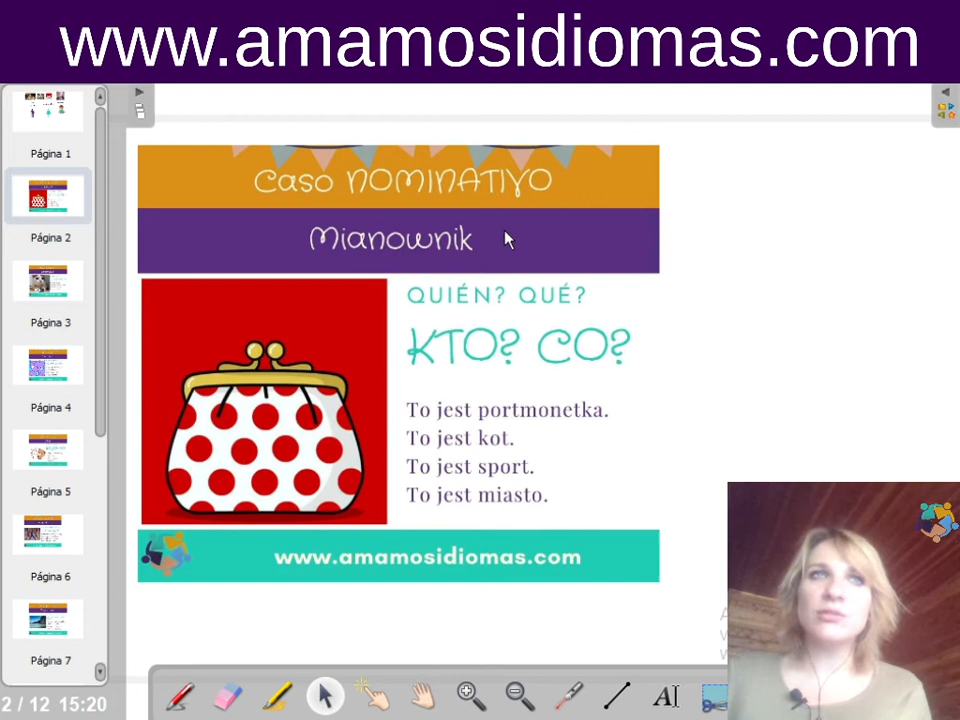 www.amamosidiomas.com
Página 1
Página 2
Página 3
Página 4
Página 5
Página 6
Página 7
Caso NOMINATIVO
Mianownik
QUIÉN? QUÉ?
KTO? CO?
To jest portmonetka.
To jest kot.
To jest sport.
To jest miasto.
www.amamosidiomas.com
2 / 12 15:20
A